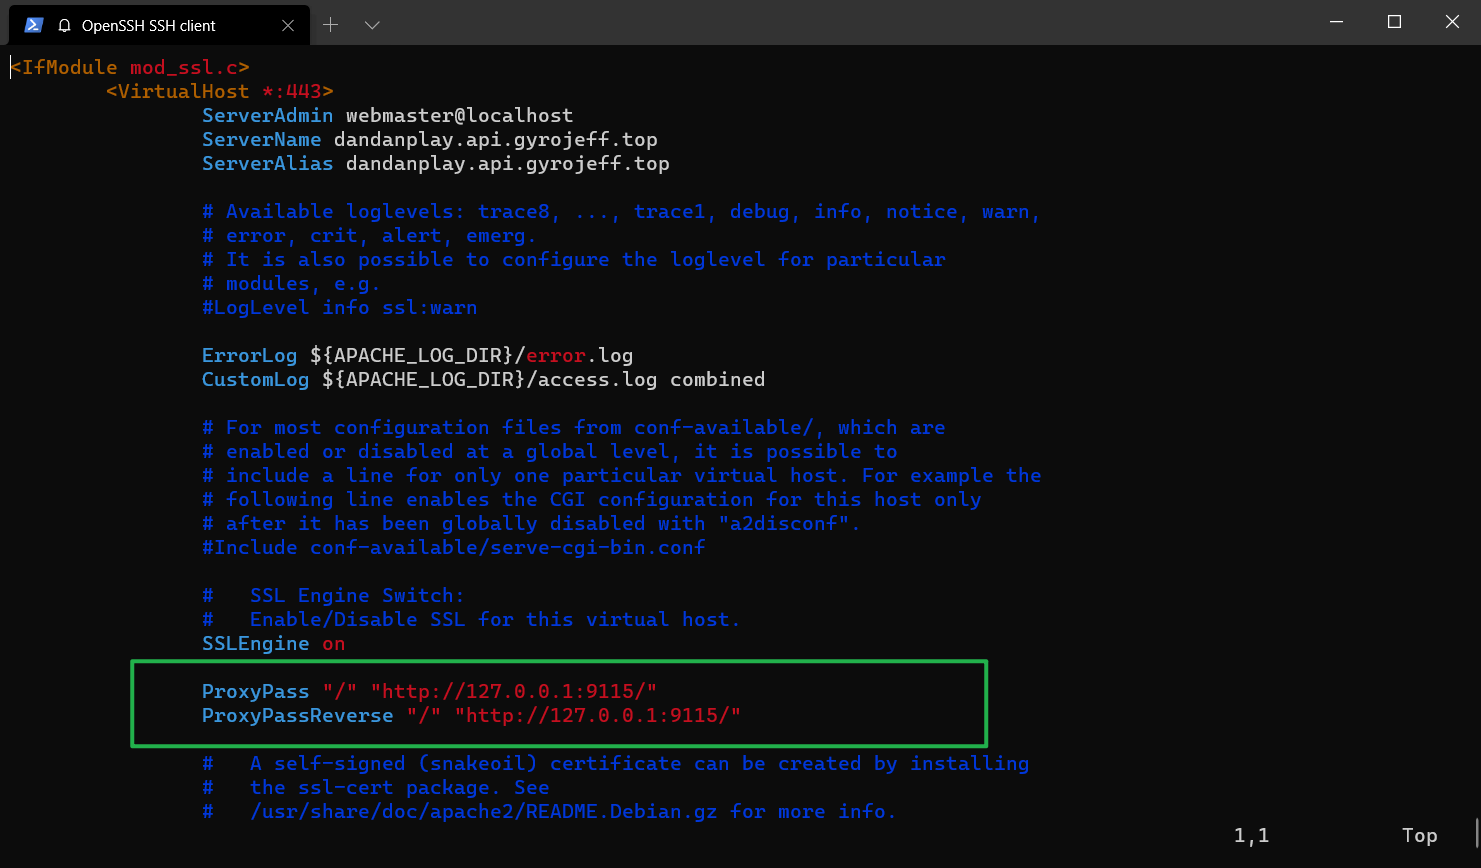 OpenSSH SSH client
<IfModule mod_ssl.c>
<VirtualHost *:443>
ServerAdmin webmaster@localhost
ServerName dandanplay.api.gyrojeff.top
ServerAlias dandanplay.api.gyrojeff.top
# Available loglevels: trace8, ..., trace1, debug, info, notice, warn,
# error, crit, alert, emerg.
# It is also possible to configure the loglevel for particular
# modules, e.g.
#LogLevel info ssl:warn
ErrorLog ${APACHE_LOG_DIR}/error.log
CustomLog ${APACHE_LOG_DIR}/access.log combined
# For most configuration files from conf-available/, which are
# enabled or disabled at a global level, it is possible to
# include a line for only one particular virtual host. For example the
# following line enables the CGI configuration for this host only
# after it has been globally disabled with "a2disconf".
#Include conf-available/serve-cgi-bin.conf
#   SSL Engine Switch:
#   Enable/Disable SSL for this virtual host.
SSLEngine on
ProxyPass "/" "http://127.0.0.1:9115/"
ProxyPassReverse "/" "http://127.0.0.1:9115/"
#   A self-signed (snakeoil) certificate can be created by installing
#   the ssl-cert package. See
#   /usr/share/doc/apache2/README.Debian.gz for more info.
1,1 Top